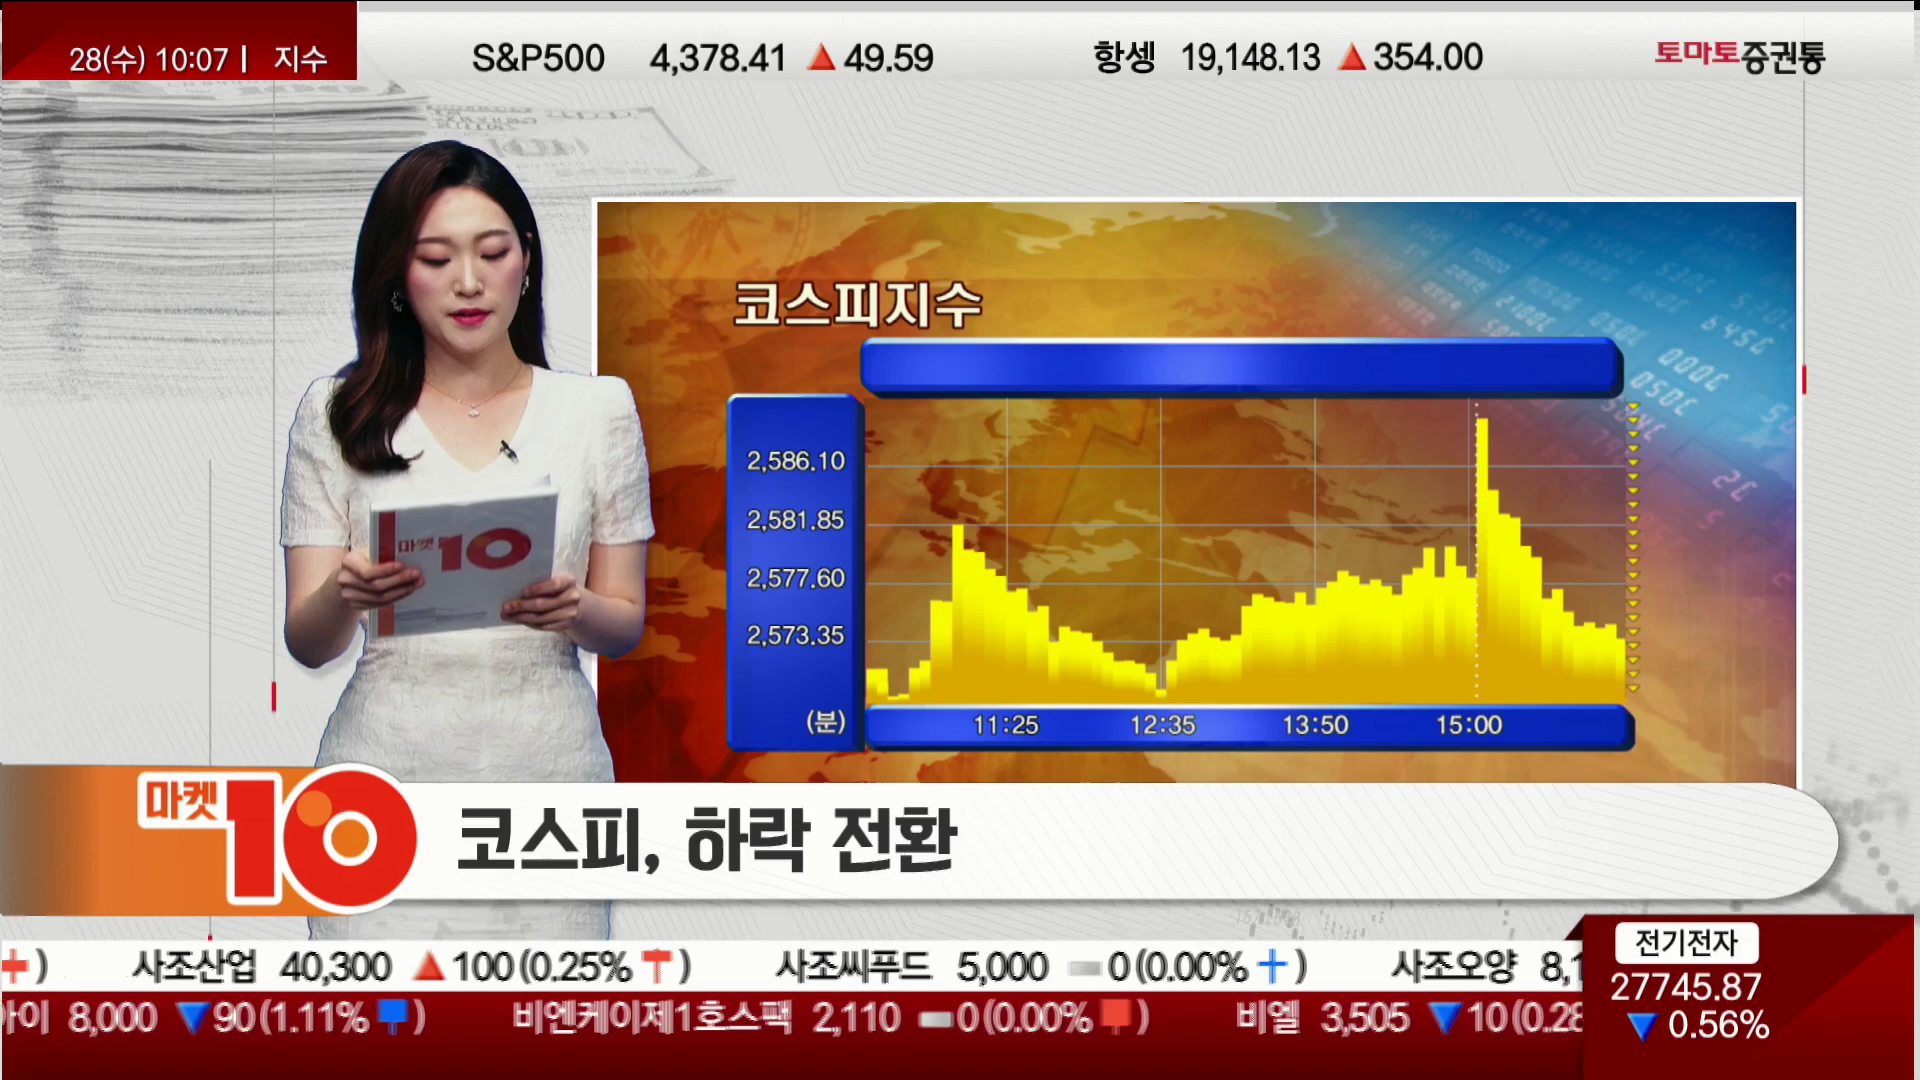 28(수) 10:07 | 지수
S&P500 4,378.41 ▲ 49.59
항셍 19,148.13 ▲ 354.00
토마토증권통
코스피지수
2,586.10
2,581.85
2,577.60
2,573.35
(분)
11:25 12:35 13:50 15:00
마켓 10
마켓 10
코스피, 하락 전환
) 사조산업 40,300 ▲ 100(0.25% ) 사조씨푸드 5,000 0(0.00% ) 사조오양 8,1
아이 8,000 ▼ 90(1.11% ) 비엔케이제1호스팩 2,110 0(0.00% ) 비엘 3,505 ▼ 10(0.28
전기전자
27745.87
▼ 0.56%